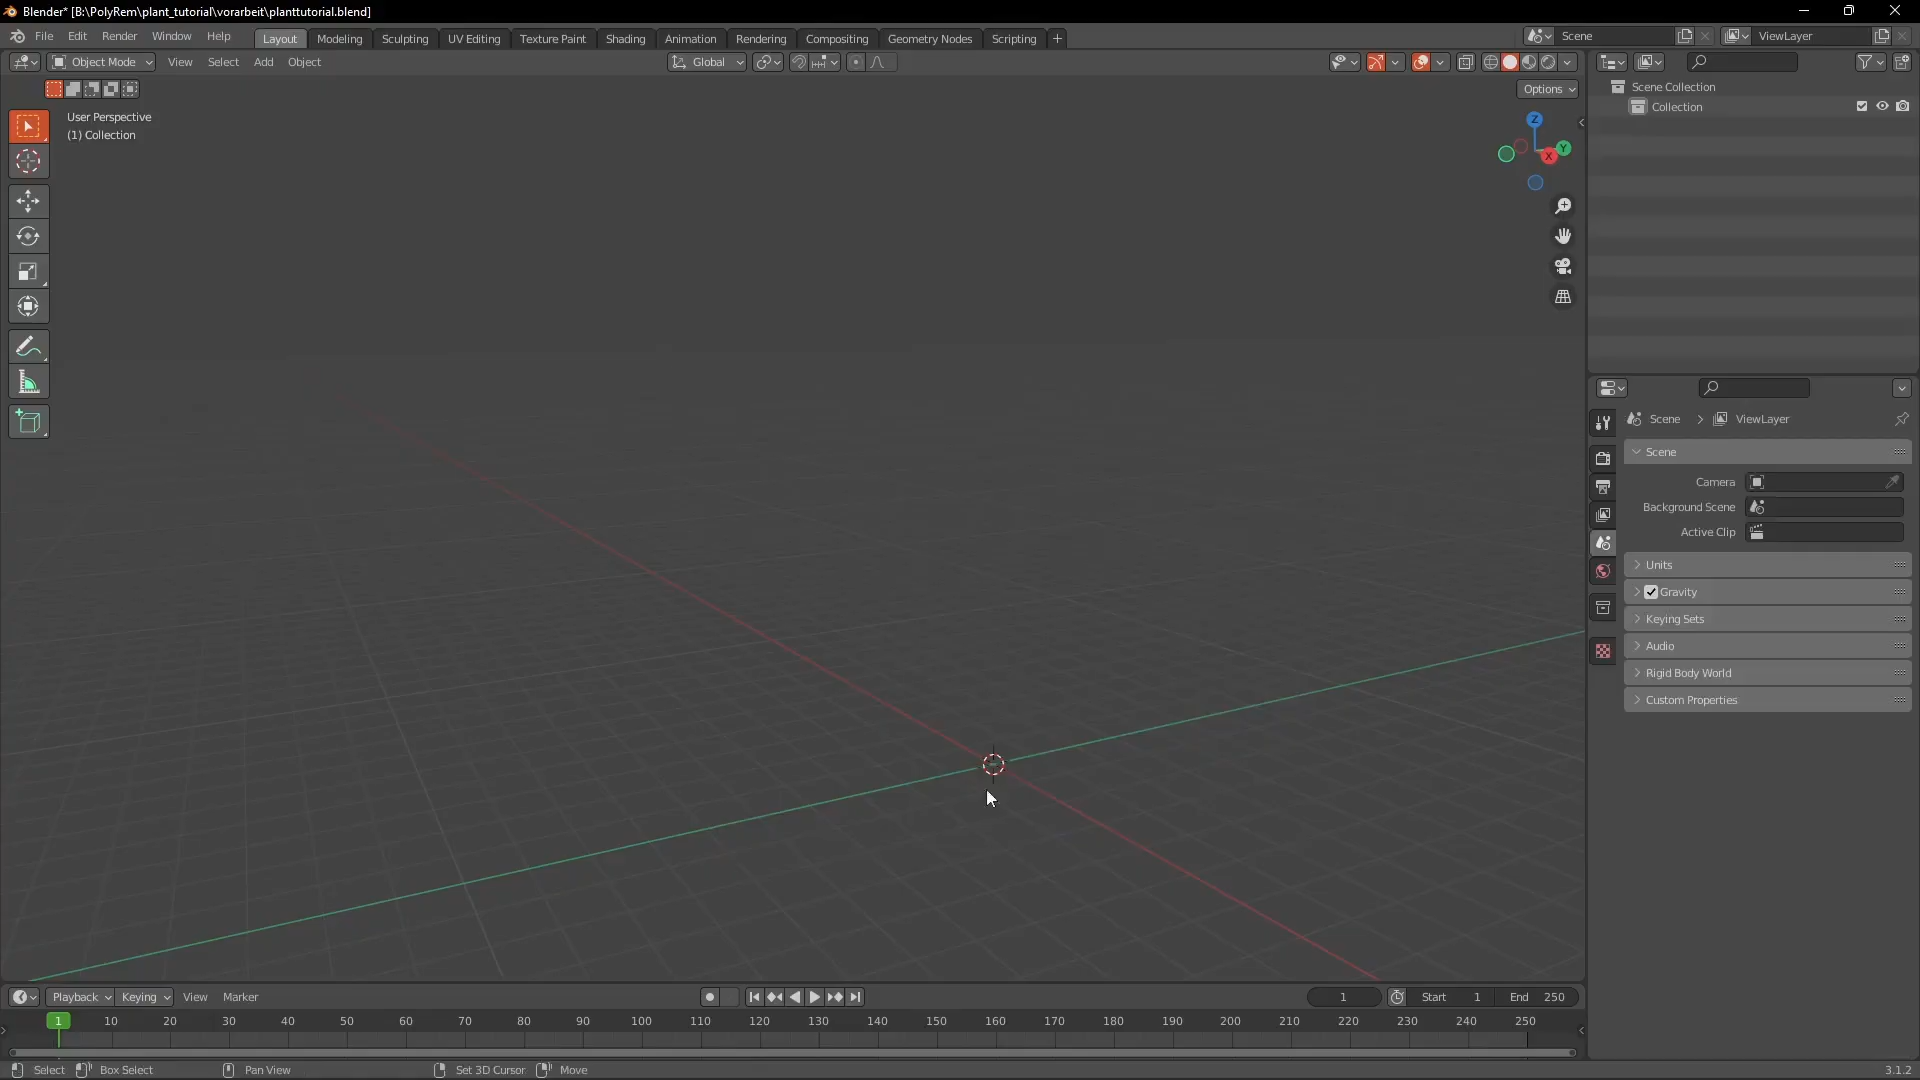 Blender* [B:\PolyRem\plant_tutorial\vorarbeit\planttutorial.blend]
File Edit Render Window Help Layout Modeling Sculpting UV Editing Texture Paint Shading Animation Rendering Compositing Geometry Nodes Scripting + Scene ViewLayer
Object Mode View Select Add Object Global
Options
User Perspective
(1) Collection
Z
Y
X
Scene Collection
Collection
Scene > ViewLayer
Scene
Camera
Background Scene
Active Clip
Units
Gravity
Keying Sets
Audio
Rigid Body World
Custom Properties
Playback Keying View Marker 1 Start 1 End 250
1 10 20 30 40 50 60 70 80 90 100 110 120 130 140 150 160 170 180 190 200 210 220 230 240 250
Select Box Select Pan View Set 3D Cursor Move 3.1.2